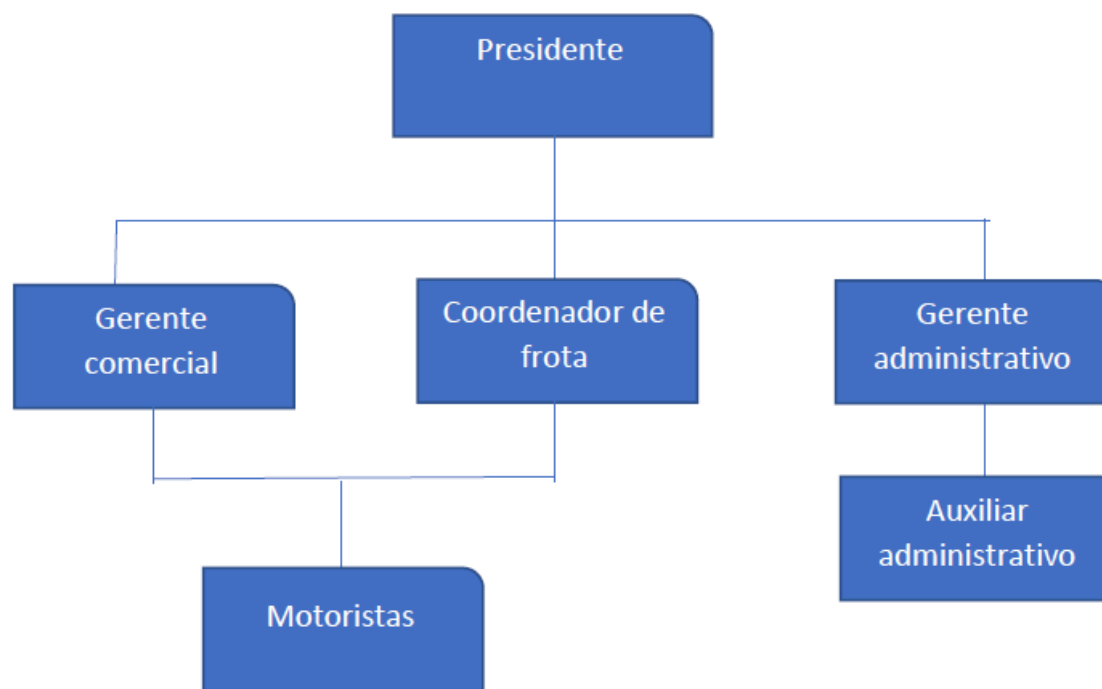 Presidente
Gerente
comercial
Coordenador de
frota
Gerente
administrativo
Auxiliar
administrativo
Motoristas